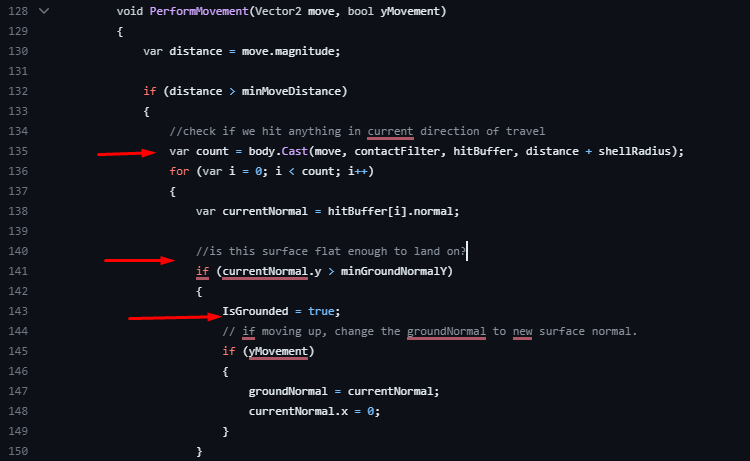 128 void PerformMovement(Vector2 move, bool yMovement)
129 {
130 var distance = move.magnitude;
131
132 if (distance > minMoveDistance)
133 {
134 //check if we hit anything in current direction of travel
135 var count = body.Cast(move, contactFilter, hitBuffer, distance + shellRadius);
136 for (var i = 0; i < count; i++)
137 {
138 var currentNormal = hitBuffer[i].normal;
139
140 //is this surface flat enough to land on?
141 if (currentNormal.y > minGroundNormalY)
142 {
143 IsGrounded = true;
144 // if moving up, change the groundNormal to new surface normal.
145 if (yMovement)
146 {
147 groundNormal = currentNormal;
148 currentNormal.x = 0;
149 }
150 }